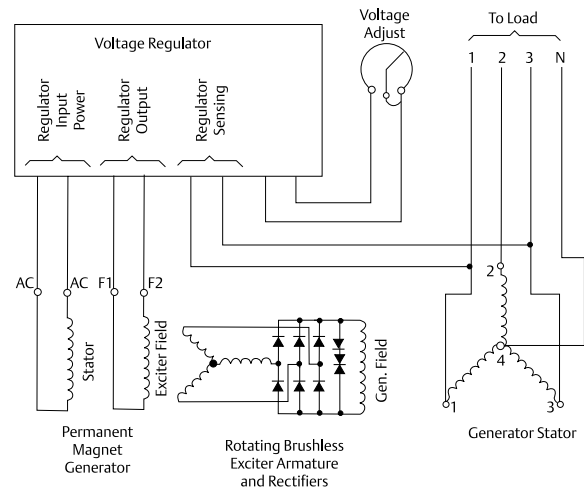 Voltage Regulator
Regulator
Input
Power
Regulator
Output
Regulator
Sensing
Voltage
Adjust
To Load
1 2 3 N
AC AC F1 F2
Stator
Exciter Field
Gen. Field
2
4
1 3
Permanent
Magnet
Generator
Rotating Brushless
Exciter Armature
and Rectifiers
Generator Stator